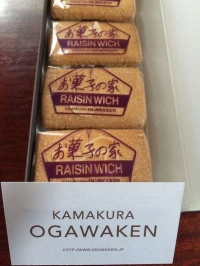 お菓子の家
RAISIN WICH
お菓子の家
RAISIN WICH
お菓子の家
RAISIN WICH
KAMAKURA
OGAWAKEN
HTTP://WWW.OGAWAKEN.JP